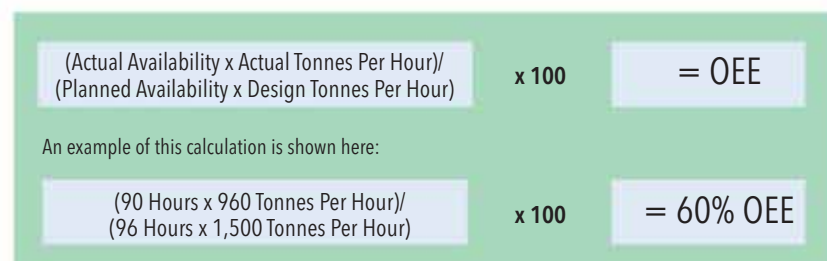 (Actual Availability x Actual Tonnes Per Hour)/
(Planned Availability x Design Tonnes Per Hour)
x 100
= OEE
An example of this calculation is shown here:
(90 Hours x 960 Tonnes Per Hour)/
(96 Hours x 1,500 Tonnes Per Hour)
x 100
= 60% OEE